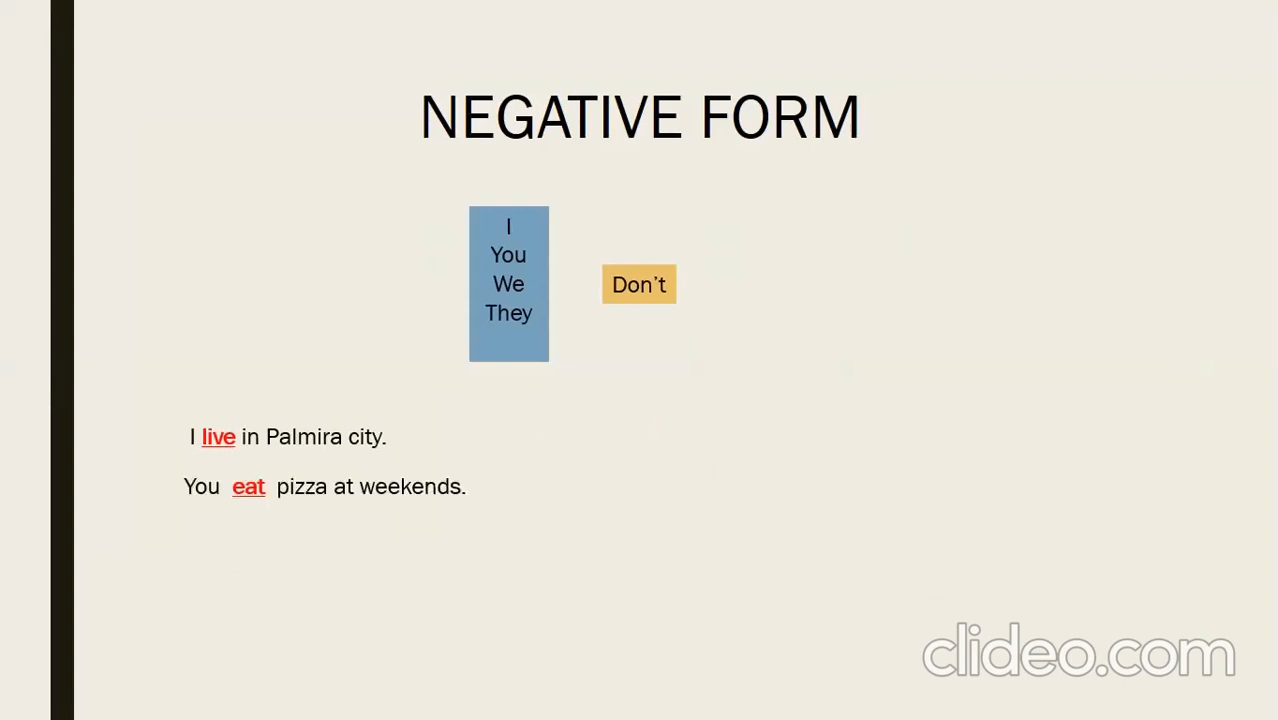 NEGATIVE FORM
I
You
We
They
Don't
I live in Palmira city.
You eat pizza at weekends.
clideo.com